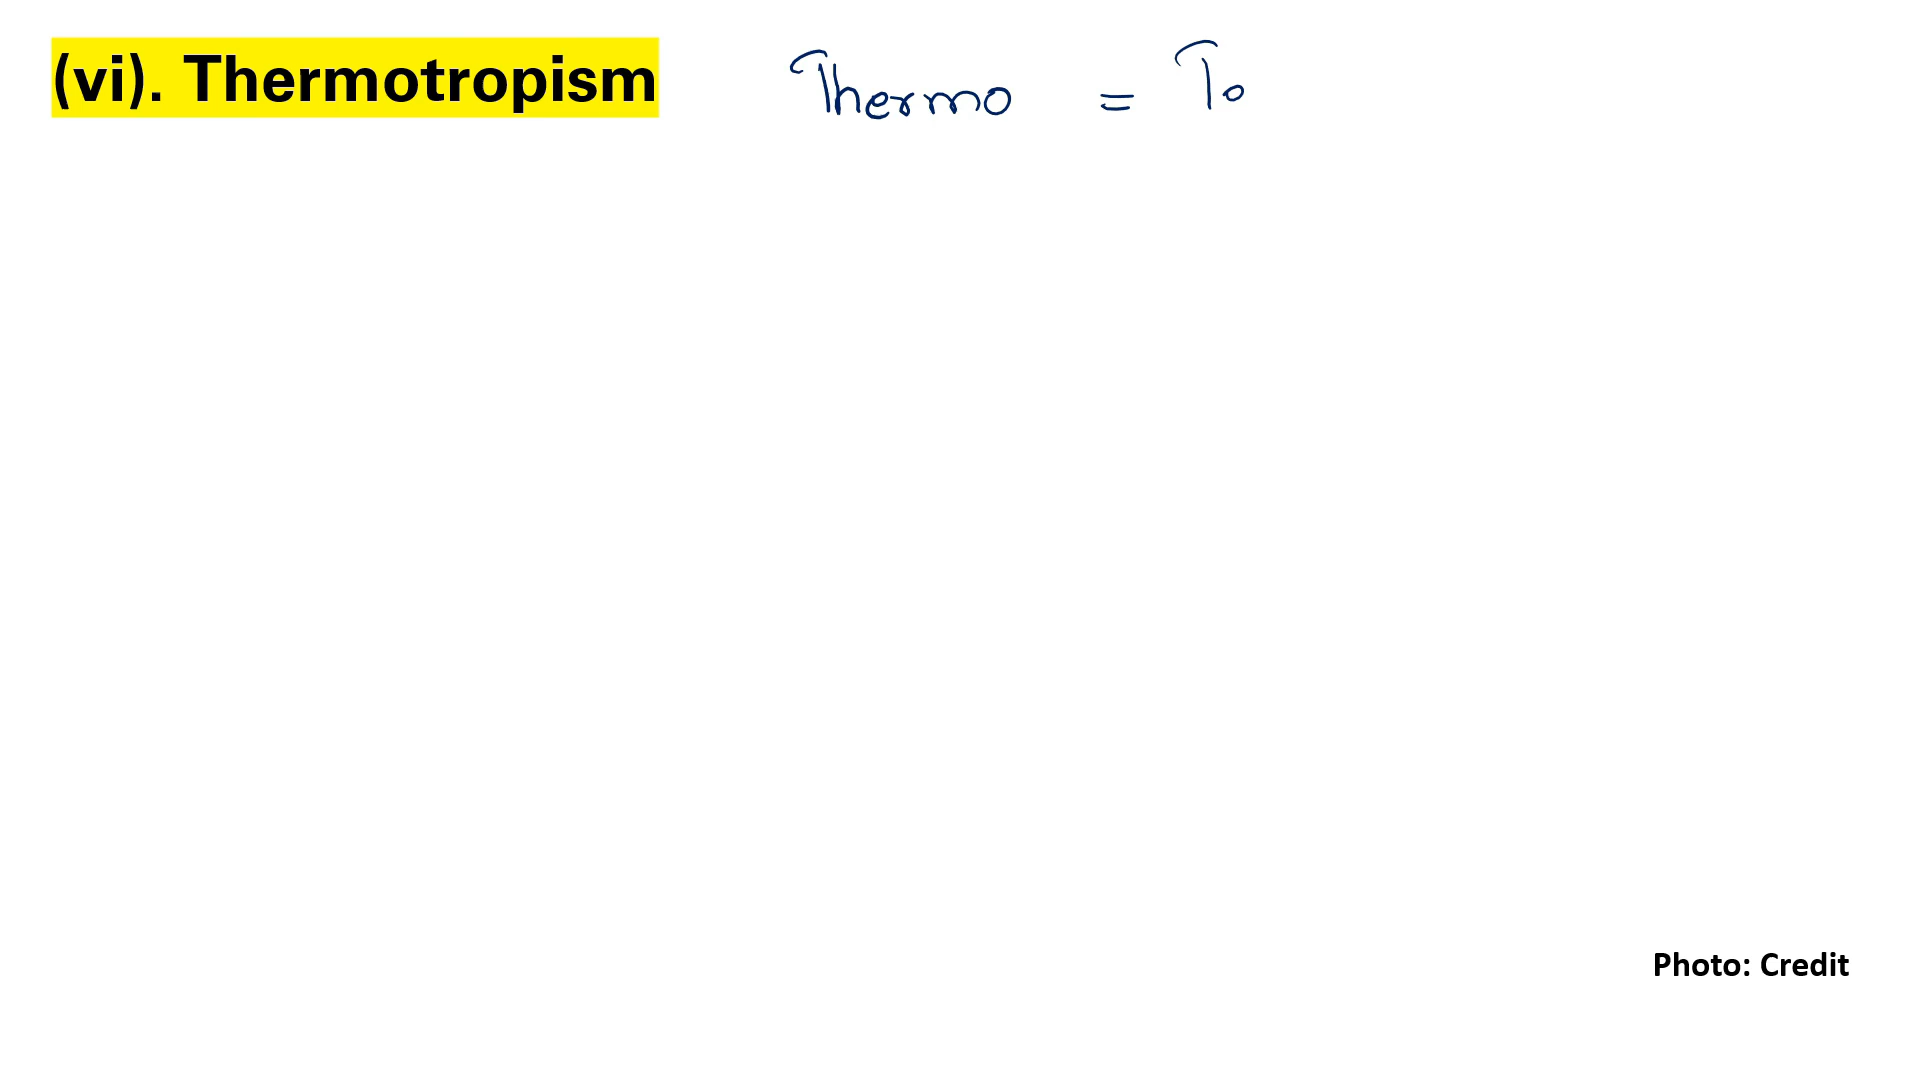 (vi). Thermotropism Thermo = To
Photo: Credit